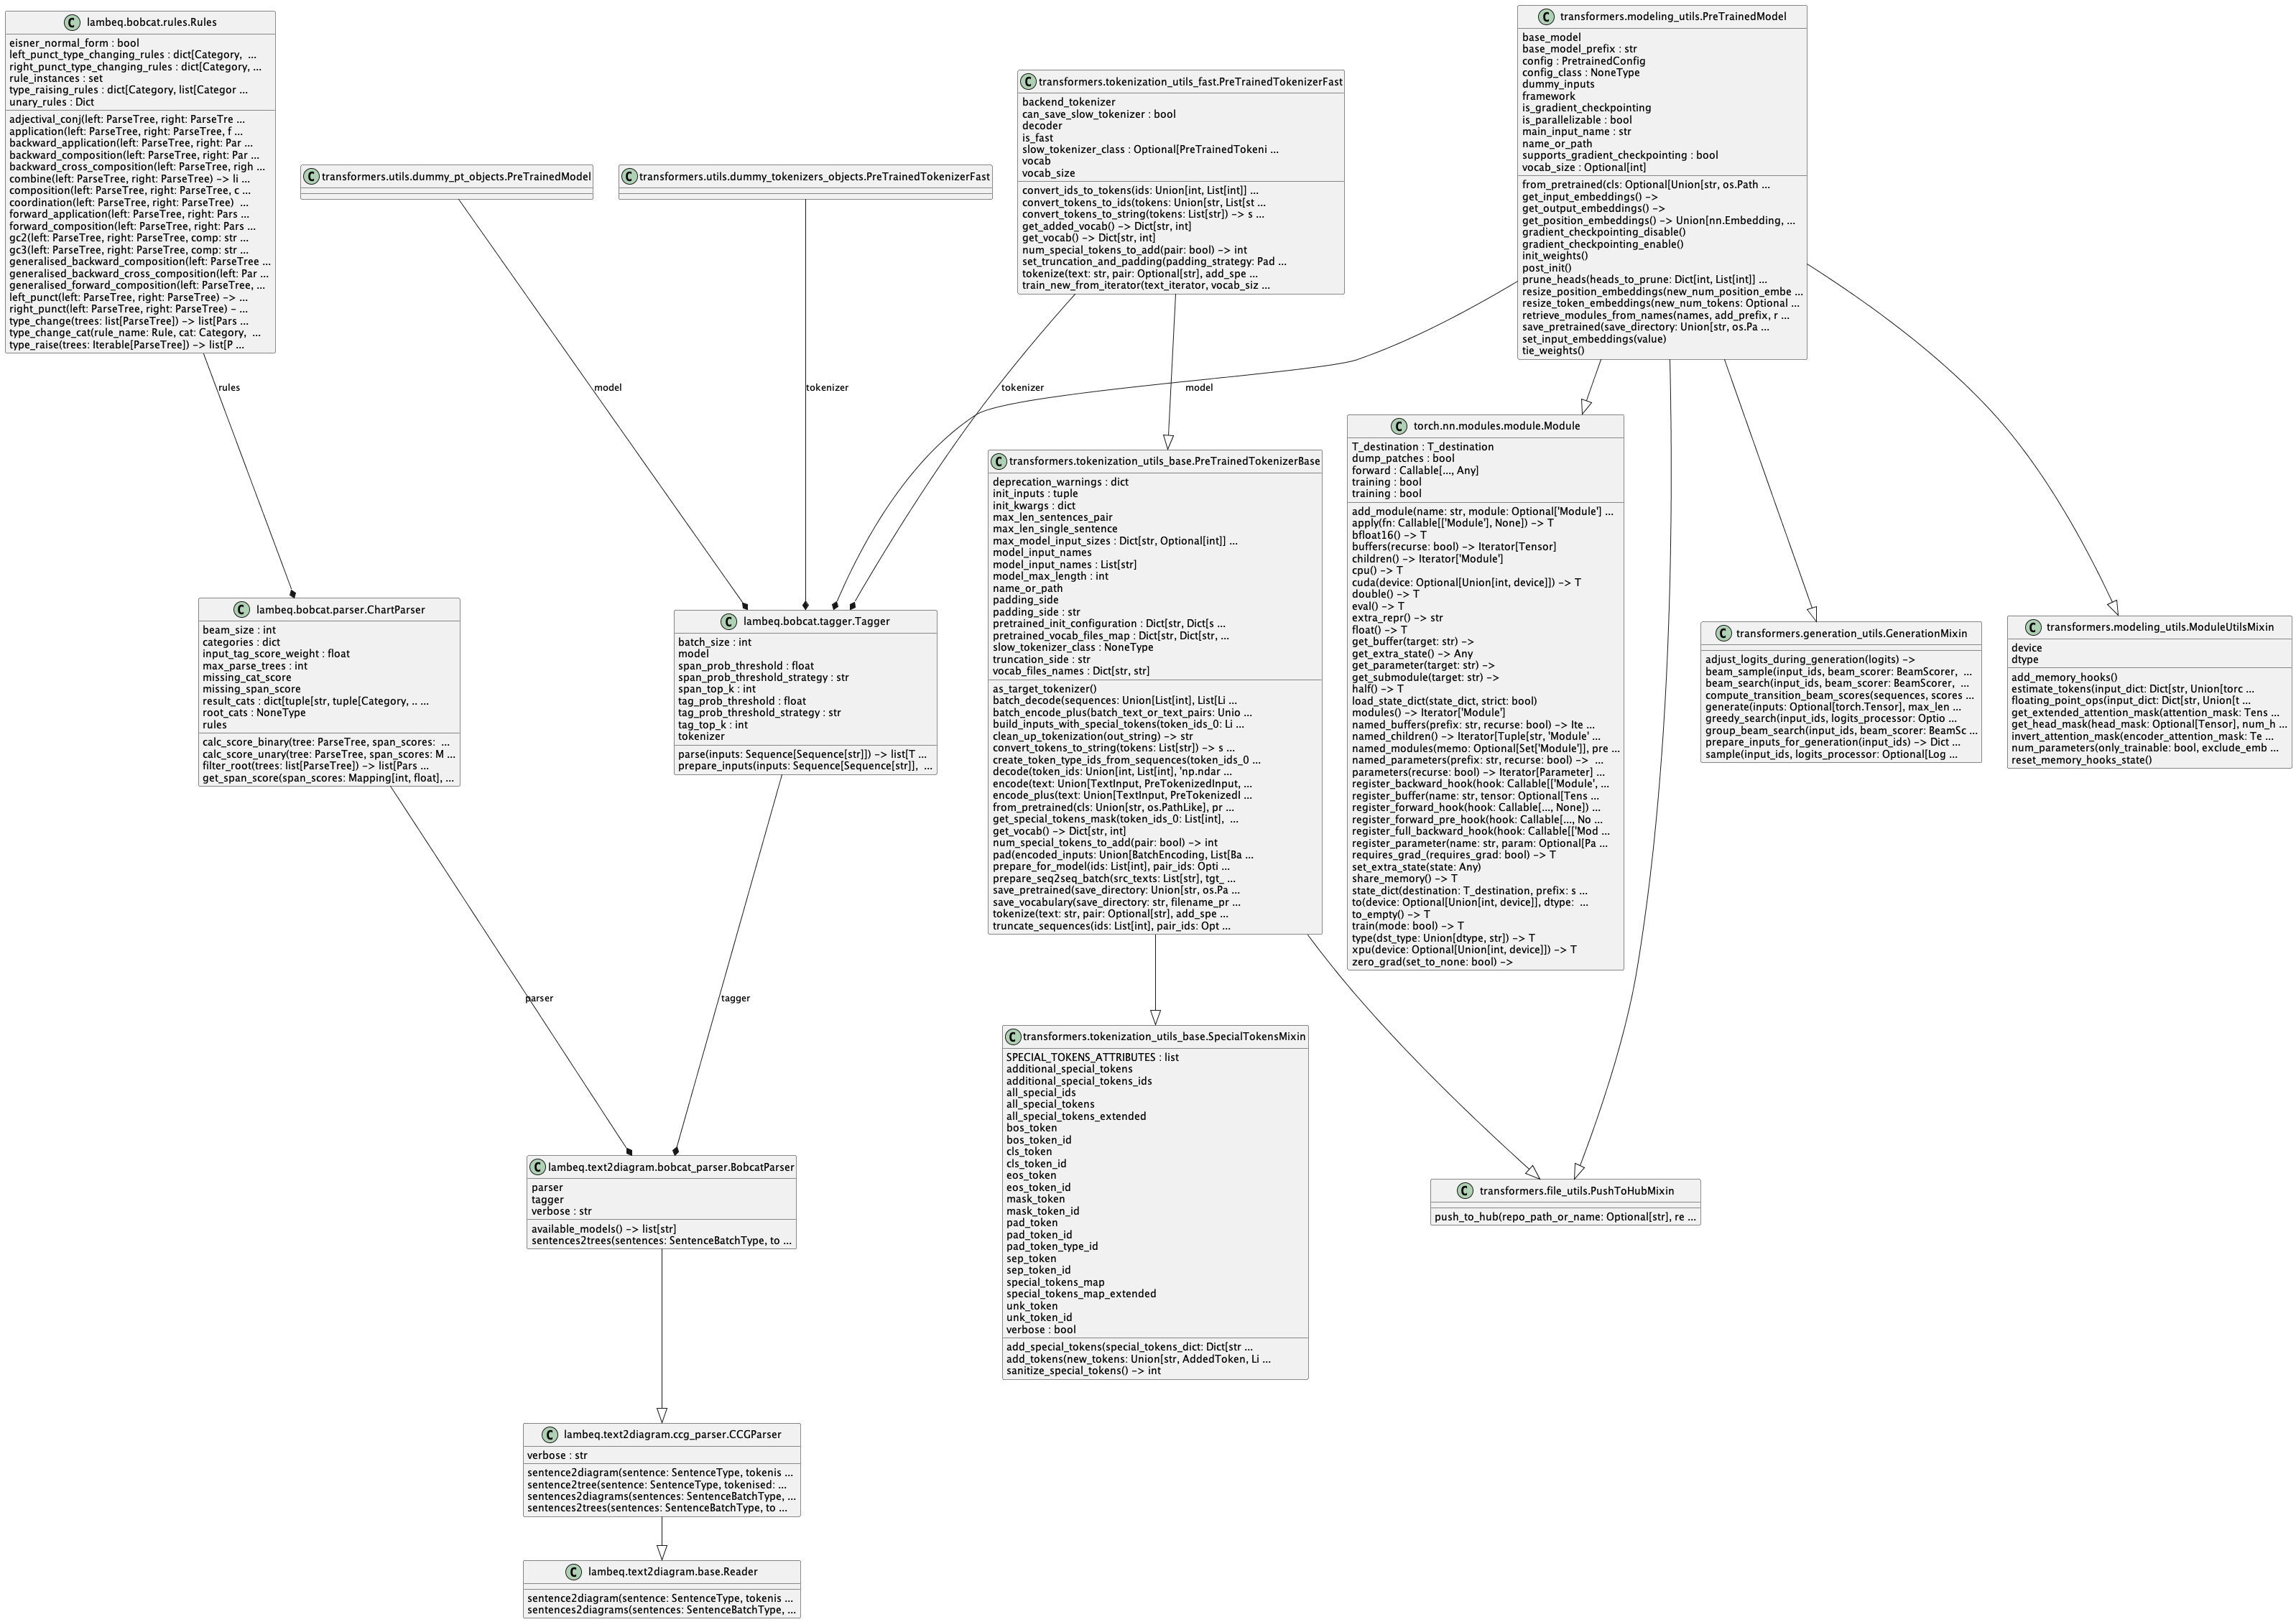 C lambeq.bobcat.rules.Rules
eisner_normal_form : bool
left_punct_type_changing_rules : dict[Category,  ...
right_punct_type_changing_rules : dict[Category, ...
rule_instances : set
type_raising_rules : dict[Category, list[Categor ...
unary_rules : Dict
adjectival_conj(left: ParseTree, right: ParseTre ...
application(left: ParseTree, right: ParseTree, f ...
backward_application(left: ParseTree, right: Par ...
backward_composition(left: ParseTree, right: Par ...
backward_cross_composition(left: ParseTree, righ ...
combine(left: ParseTree, right: ParseTree) -> li ...
composition(left: ParseTree, right: ParseTree, c ...
coordination(left: ParseTree, right: ParseTree)  ...
forward_application(left: ParseTree, right: Pars ...
forward_composition(left: ParseTree, right: Pars ...
gc2(left: ParseTree, right: ParseTree, comp: str ...
gc3(left: ParseTree, right: ParseTree, comp: str ...
generalised_backward_composition(left: ParseTree ...
generalised_backward_cross_composition(left: Par ...
generalised_forward_composition(left: ParseTree, ...
left_punct(left: ParseTree, right: ParseTree) -> ...
right_punct(left: ParseTree, right: ParseTree) - ...
type_change(trees: list[ParseTree]) -> list[Pars ...
type_change_cat(rule_name: Rule, cat: Category,  ...
type_raise(trees: Iterable[ParseTree]) -> list[P ...
C transformers.utils.dummy_pt_objects.PreTrainedModel
C transformers.utils.dummy_tokenizers_objects.PreTrainedTokenizerFast
C transformers.tokenization_utils_fast.PreTrainedTokenizerFast
backend_tokenizer
can_save_slow_tokenizer : bool
decoder
is_fast
slow_tokenizer_class : Optional[PreTrainedTokeni ...
vocab
vocab_size
convert_ids_to_tokens(ids: Union[int, List[int]] ...
convert_tokens_to_ids(tokens: Union[str, List[st ...
convert_tokens_to_string(tokens: List[str]) -> s ...
get_added_vocab() -> Dict[str, int]
get_vocab() -> Dict[str, int]
num_special_tokens_to_add(pair: bool) -> int
set_truncation_and_padding(padding_strategy: Pad ...
tokenize(text: str, pair: Optional[str], add_spe ...
train_new_from_iterator(text_iterator, vocab_siz ...
C transformers.modeling_utils.PreTrainedModel
base_model
base_model_prefix : str
config : PretrainedConfig
config_class : NoneType
dummy_inputs
framework
is_gradient_checkpointing
is_parallelizable : bool
main_input_name : str
name_or_path
supports_gradient_checkpointing : bool
vocab_size : Optional[int]
from_pretrained(cls: Optional[Union[str, os.Path ...
get_input_embeddings() ->
get_output_embeddings() ->
get_position_embeddings() -> Union[nn.Embedding, ...
gradient_checkpointing_disable()
gradient_checkpointing_enable()
init_weights()
post_init()
prune_heads(heads_to_prune: Dict[int, List[int]] ...
resize_position_embeddings(new_num_position_embe ...
resize_token_embeddings(new_num_tokens: Optional ...
retrieve_modules_from_names(names, add_prefix, r ...
save_pretrained(save_directory: Union[str, os.Pa ...
set_input_embeddings(value)
tie_weights()
rules
model
tokenizer
tokenizer
model
C lambeq.bobcat.parser.ChartParser
beam_size : int
categories : dict
input_tag_score_weight : float
max_parse_trees : int
missing_cat_score
missing_span_score
result_cats : dict[tuple[str, tuple[Category, .. ...
root_cats : NoneType
rules
calc_score_binary(tree: ParseTree, span_scores:  ...
calc_score_unary(tree: ParseTree, span_scores: M ...
filter_root(trees: list[ParseTree]) -> list[Pars ...
get_span_score(span_scores: Mapping[int, float], ...
C lambeq.bobcat.tagger.Tagger
batch_size : int
model
span_prob_threshold : float
span_prob_threshold_strategy : str
span_top_k : int
tag_prob_threshold : float
tag_prob_threshold_strategy : str
tag_top_k : int
tokenizer
parse(inputs: Sequence[Sequence[str]]) -> list[T ...
prepare_inputs(inputs: Sequence[Sequence[str]],  ...
C transformers.tokenization_utils_base.PreTrainedTokenizerBase
deprecation_warnings : dict
init_inputs : tuple
init_kwargs : dict
max_len_sentences_pair
max_len_single_sentence
max_model_input_sizes : Dict[str, Optional[int]] ...
model_input_names
model_input_names : List[str]
model_max_length : int
name_or_path
padding_side
padding_side : str
pretrained_init_configuration : Dict[str, Dict[s ...
pretrained_vocab_files_map : Dict[str, Dict[str, ...
slow_tokenizer_class : NoneType
truncation_side : str
vocab_files_names : Dict[str, str]
as_target_tokenizer()
batch_decode(sequences: Union[List[int], List[Li ...
batch_encode_plus(batch_text_or_text_pairs: Unio ...
build_inputs_with_special_tokens(token_ids_0: Li ...
clean_up_tokenization(out_string) -> str
convert_tokens_to_string(tokens: List[str]) -> s ...
create_token_type_ids_from_sequences(token_ids_0 ...
decode(token_ids: Union[int, List[int], 'np.ndar ...
encode(text: Union[TextInput, PreTokenizedInput, ...
encode_plus(text: Union[TextInput, PreTokenizedI ...
from_pretrained(cls: Union[str, os.PathLike], pr ...
get_special_tokens_mask(token_ids_0: List[int],  ...
get_vocab() -> Dict[str, int]
num_special_tokens_to_add(pair: bool) -> int
pad(encoded_inputs: Union[BatchEncoding, List[Ba ...
prepare_for_model(ids: List[int], pair_ids: Opti ...
prepare_seq2seq_batch(src_texts: List[str], tgt_ ...
save_pretrained(save_directory: Union[str, os.Pa ...
save_vocabulary(save_directory: str, filename_pr ...
tokenize(text: str, pair: Optional[str], add_spe ...
truncate_sequences(ids: List[int], pair_ids: Opt ...
C torch.nn.modules.module.Module
T_destination : T_destination
dump_patches : bool
forward : Callable[..., Any]
training : bool
training : bool
add_module(name: str, module: Optional['Module'] ...
apply(fn: Callable[['Module'], None]) -> T
bfloat16() -> T
buffers(recurse: bool) -> Iterator[Tensor]
children() -> Iterator['Module']
cpu() -> T
cuda(device: Optional[Union[int, device]]) -> T
double() -> T
eval() -> T
extra_repr() -> str
float() -> T
get_buffer(target: str) ->
get_extra_state() -> Any
get_parameter(target: str) ->
get_submodule(target: str) ->
half() -> T
load_state_dict(state_dict, strict: bool)
modules() -> Iterator['Module']
named_buffers(prefix: str, recurse: bool) -> Ite ...
named_children() -> Iterator[Tuple[str, 'Module' ...
named_modules(memo: Optional[Set['Module']], pre ...
named_parameters(prefix: str, recurse: bool) ->  ...
parameters(recurse: bool) -> Iterator[Parameter] ...
register_backward_hook(hook: Callable[['Module', ...
register_buffer(name: str, tensor: Optional[Tens ...
register_forward_hook(hook: Callable[..., None]) ...
register_forward_pre_hook(hook: Callable[..., No ...
register_full_backward_hook(hook: Callable[['Mod ...
register_parameter(name: str, param: Optional[Pa ...
requires_grad_(requires_grad: bool) -> T
set_extra_state(state: Any)
share_memory() -> T
state_dict(destination: T_destination, prefix: s ...
to(device: Optional[Union[int, device]], dtype:  ...
to_empty() -> T
train(mode: bool) -> T
type(dst_type: Union[dtype, str]) -> T
xpu(device: Optional[Union[int, device]]) -> T
zero_grad(set_to_none: bool) ->
C transformers.generation_utils.GenerationMixin
adjust_logits_during_generation(logits) ->
beam_sample(input_ids, beam_scorer: BeamScorer,  ...
beam_search(input_ids, beam_scorer: BeamScorer,  ...
compute_transition_beam_scores(sequences, scores ...
generate(inputs: Optional[torch.Tensor], max_len ...
greedy_search(input_ids, logits_processor: Optio ...
group_beam_search(input_ids, beam_scorer: BeamSc ...
prepare_inputs_for_generation(input_ids) -> Dict ...
sample(input_ids, logits_processor: Optional[Log ...
C transformers.modeling_utils.ModuleUtilsMixin
device
dtype
add_memory_hooks()
estimate_tokens(input_dict: Dict[str, Union[torc ...
floating_point_ops(input_dict: Dict[str, Union[t ...
get_extended_attention_mask(attention_mask: Tens ...
get_head_mask(head_mask: Optional[Tensor], num_h ...
invert_attention_mask(encoder_attention_mask: Te ...
num_parameters(only_trainable: bool, exclude_emb ...
reset_memory_hooks_state()
parser
tagger
C transformers.tokenization_utils_base.SpecialTokensMixin
SPECIAL_TOKENS_ATTRIBUTES : list
additional_special_tokens
additional_special_tokens_ids
all_special_ids
all_special_tokens
all_special_tokens_extended
bos_token
bos_token_id
cls_token
cls_token_id
eos_token
eos_token_id
mask_token
mask_token_id
pad_token
pad_token_id
pad_token_type_id
sep_token
sep_token_id
special_tokens_map
special_tokens_map_extended
unk_token
unk_token_id
verbose : bool
add_special_tokens(special_tokens_dict: Dict[str ...
add_tokens(new_tokens: Union[str, AddedToken, Li ...
sanitize_special_tokens() -> int
C lambeq.text2diagram.bobcat_parser.BobcatParser
parser
tagger
verbose : str
available_models() -> list[str]
sentences2trees(sentences: SentenceBatchType, to ...
C transformers.file_utils.PushToHubMixin
push_to_hub(repo_path_or_name: Optional[str], re ...
C lambeq.text2diagram.ccg_parser.CCGParser
verbose : str
sentence2diagram(sentence: SentenceType, tokenis ...
sentence2tree(sentence: SentenceType, tokenised: ...
sentences2diagrams(sentences: SentenceBatchType, ...
sentences2trees(sentences: SentenceBatchType, to ...
C lambeq.text2diagram.base.Reader
sentence2diagram(sentence: SentenceType, tokenis ...
sentences2diagrams(sentences: SentenceBatchType, ...